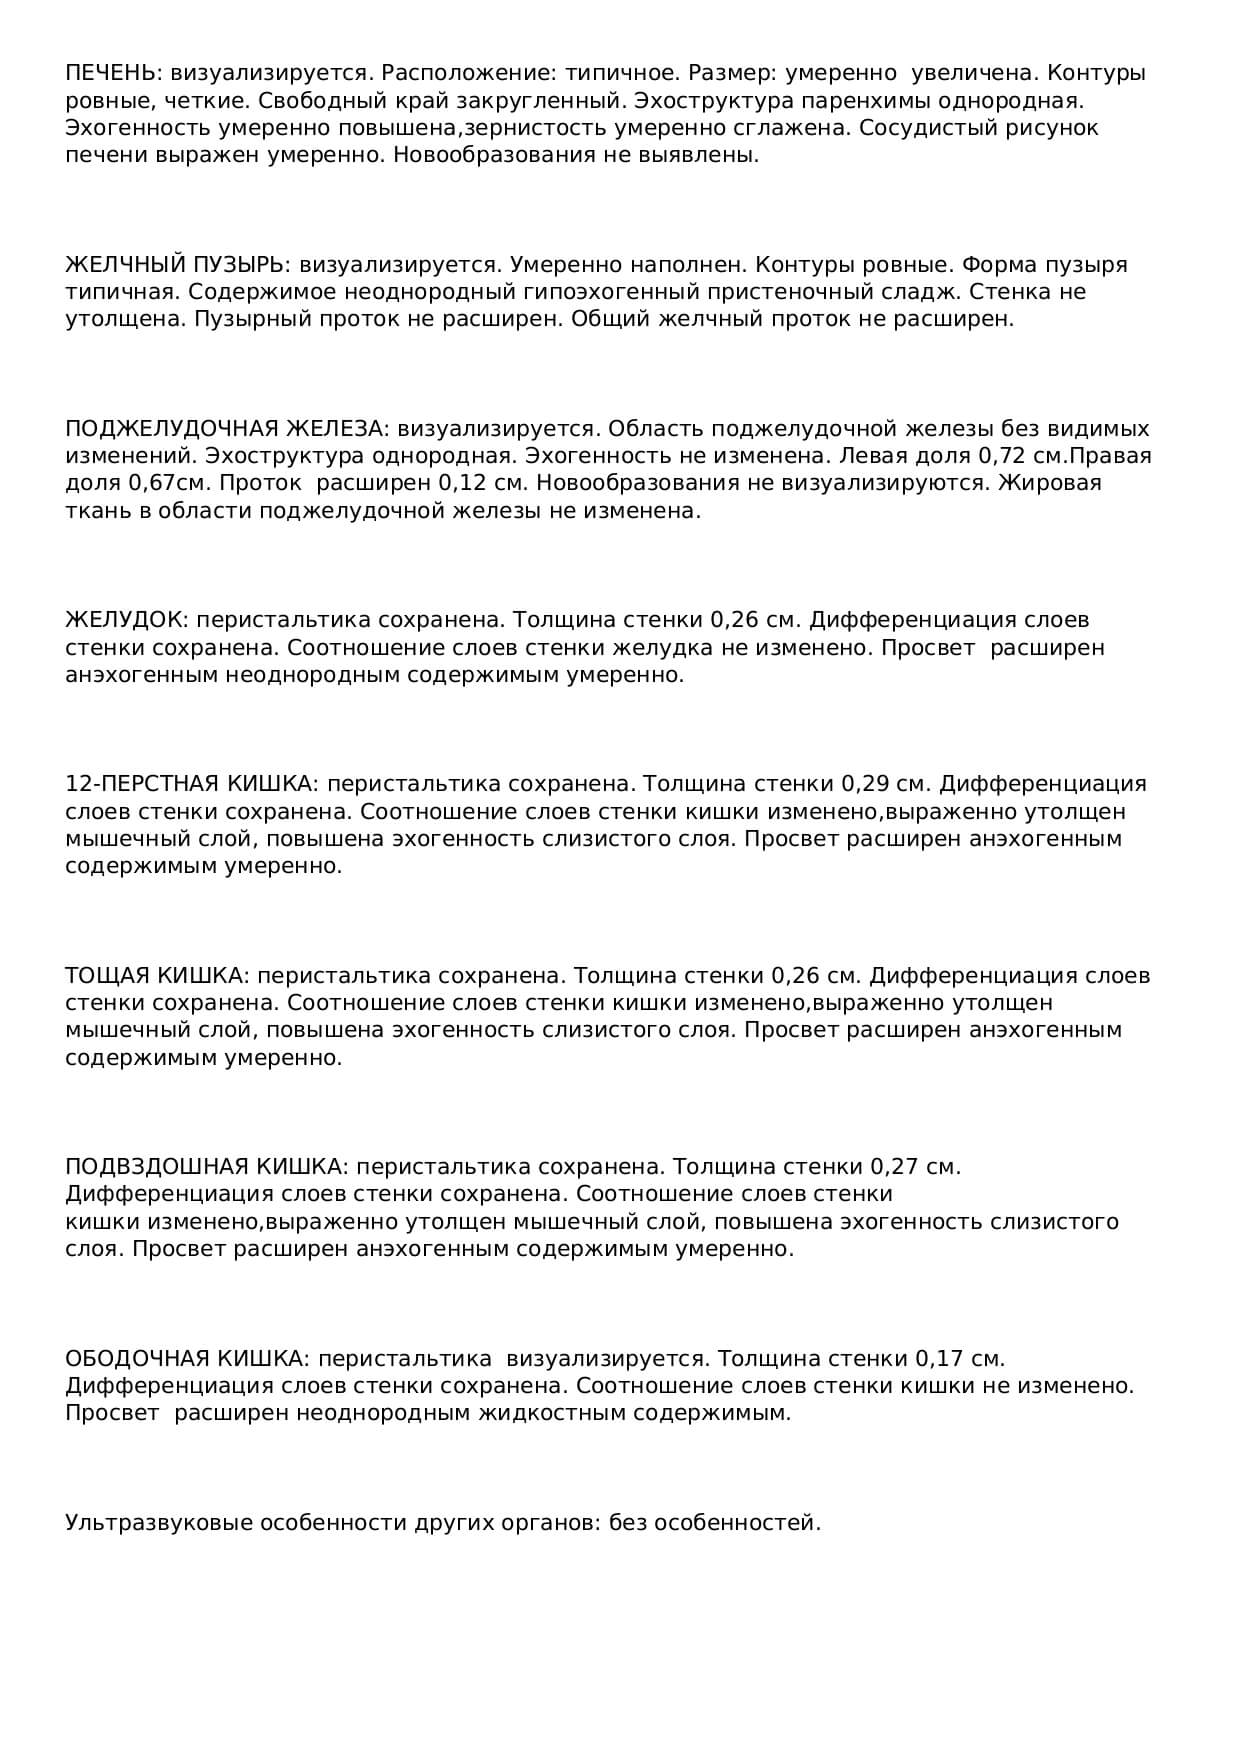 ПЕЧЕНЬ: визуализируется. Расположение: типичное. Размер: умеренно  увеличена. Контуры
ровные, четкие. Свободный край закругленный. Эхоструктура паренхимы однородная.
Эхогенность умеренно повышена,зернистость умеренно сглажена. Сосудистый рисунок
печени выражен умеренно. Новообразования не выявлены.
ЖЕЛЧНЫЙ ПУЗЫРЬ: визуализируется. Умеренно наполнен. Контуры ровные. Форма пузыря
типичная. Содержимое неоднородный гипоэхогенный пристеночный сладж. Стенка не
утолщена. Пузырный проток не расширен. Общий желчный проток не расширен.
ПОДЖЕЛУДОЧНАЯ ЖЕЛЕЗА: визуализируется. Область поджелудочной железы без видимых
изменений. Эхоструктура однородная. Эхогенность не изменена. Левая доля 0,72 см.Правая
доля 0,67см. Проток  расширен 0,12 см. Новообразования не визуализируются. Жировая
ткань в области поджелудочной железы не изменена.
ЖЕЛУДОК: перистальтика сохранена. Толщина стенки 0,26 см. Дифференциация слоев
стенки сохранена. Соотношение слоев стенки желудка не изменено. Просвет  расширен
анэхогенным неоднородным содержимым умеренно.
12-ПЕРСТНАЯ КИШКА: перистальтика сохранена. Толщина стенки 0,29 см. Дифференциация
слоев стенки сохранена. Соотношение слоев стенки кишки изменено,выраженно утолщен
мышечный слой, повышена эхогенность слизистого слоя. Просвет расширен анэхогенным
содержимым умеренно.
ТОЩАЯ КИШКА: перистальтика сохранена. Толщина стенки 0,26 см. Дифференциация слоев
стенки сохранена. Соотношение слоев стенки кишки изменено,выраженно утолщен
мышечный слой, повышена эхогенность слизистого слоя. Просвет расширен анэхогенным
содержимым умеренно.
ПОДВЗДОШНАЯ КИШКА: перистальтика сохранена. Толщина стенки 0,27 см.
Дифференциация слоев стенки сохранена. Соотношение слоев стенки
кишки изменено,выраженно утолщен мышечный слой, повышена эхогенность слизистого
слоя. Просвет расширен анэхогенным содержимым умеренно.
ОБОДОЧНАЯ КИШКА: перистальтика  визуализируется. Толщина стенки 0,17 см.
Дифференциация слоев стенки сохранена. Соотношение слоев стенки кишки не изменено.
Просвет  расширен неоднородным жидкостным содержимым.
Ультразвуковые особенности других органов: без особенностей.